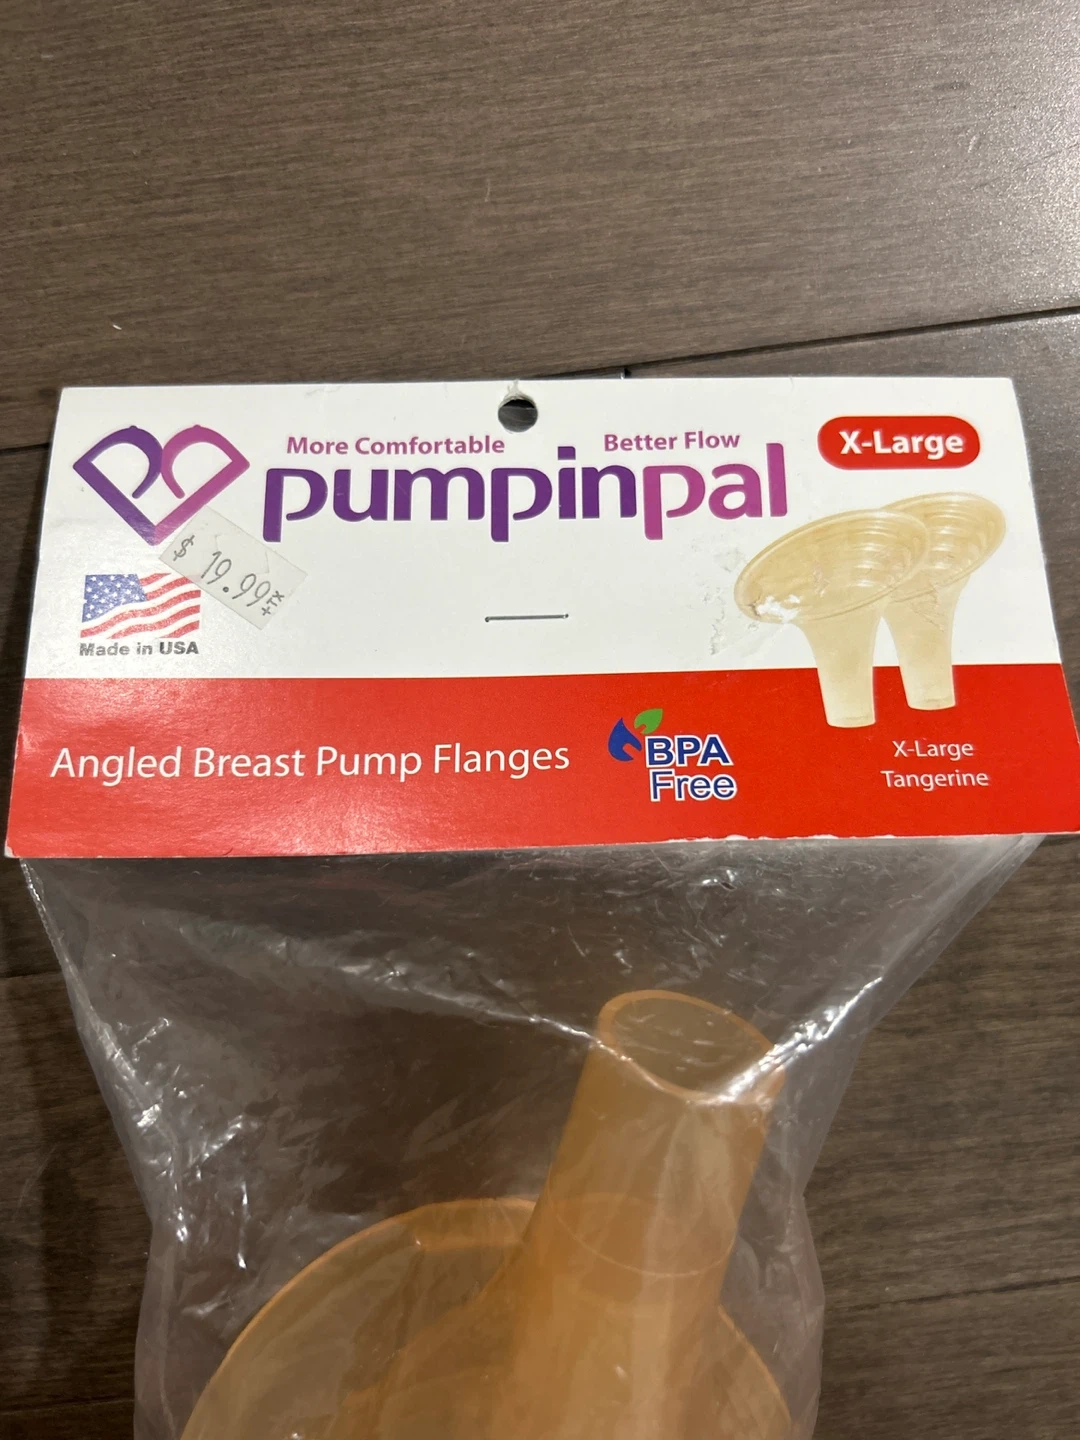 More Comfortable Better Flow
pumpinpal
X-Large
$ 19.99+TX
Made in USA
Angled Breast Pump Flanges
BPA
Free
X-Large
Tangerine